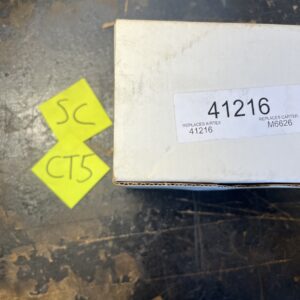 SC
CT5
41216
REPLACES AIRTEX
41216
REPLACES CARTER
M6626